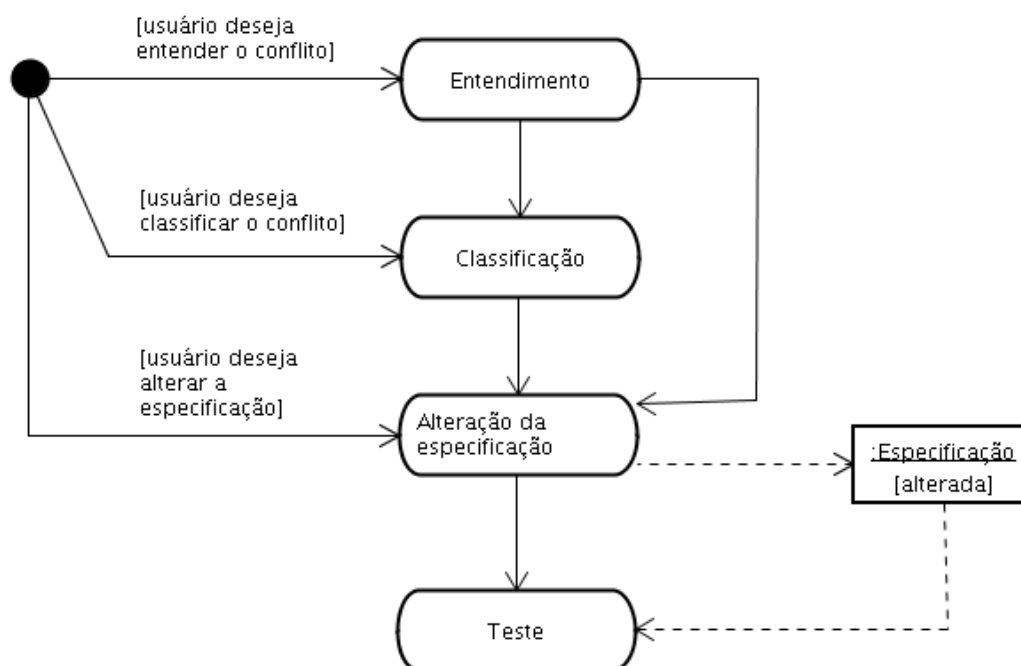 [usuário deseja
entender o conflito]
Entendimento
[usuário deseja
classificar o conflito]
Classificação
[usuário deseja
alterar a
especificação]
Alteração da
especificação
:Especificação
[alterada]
Teste